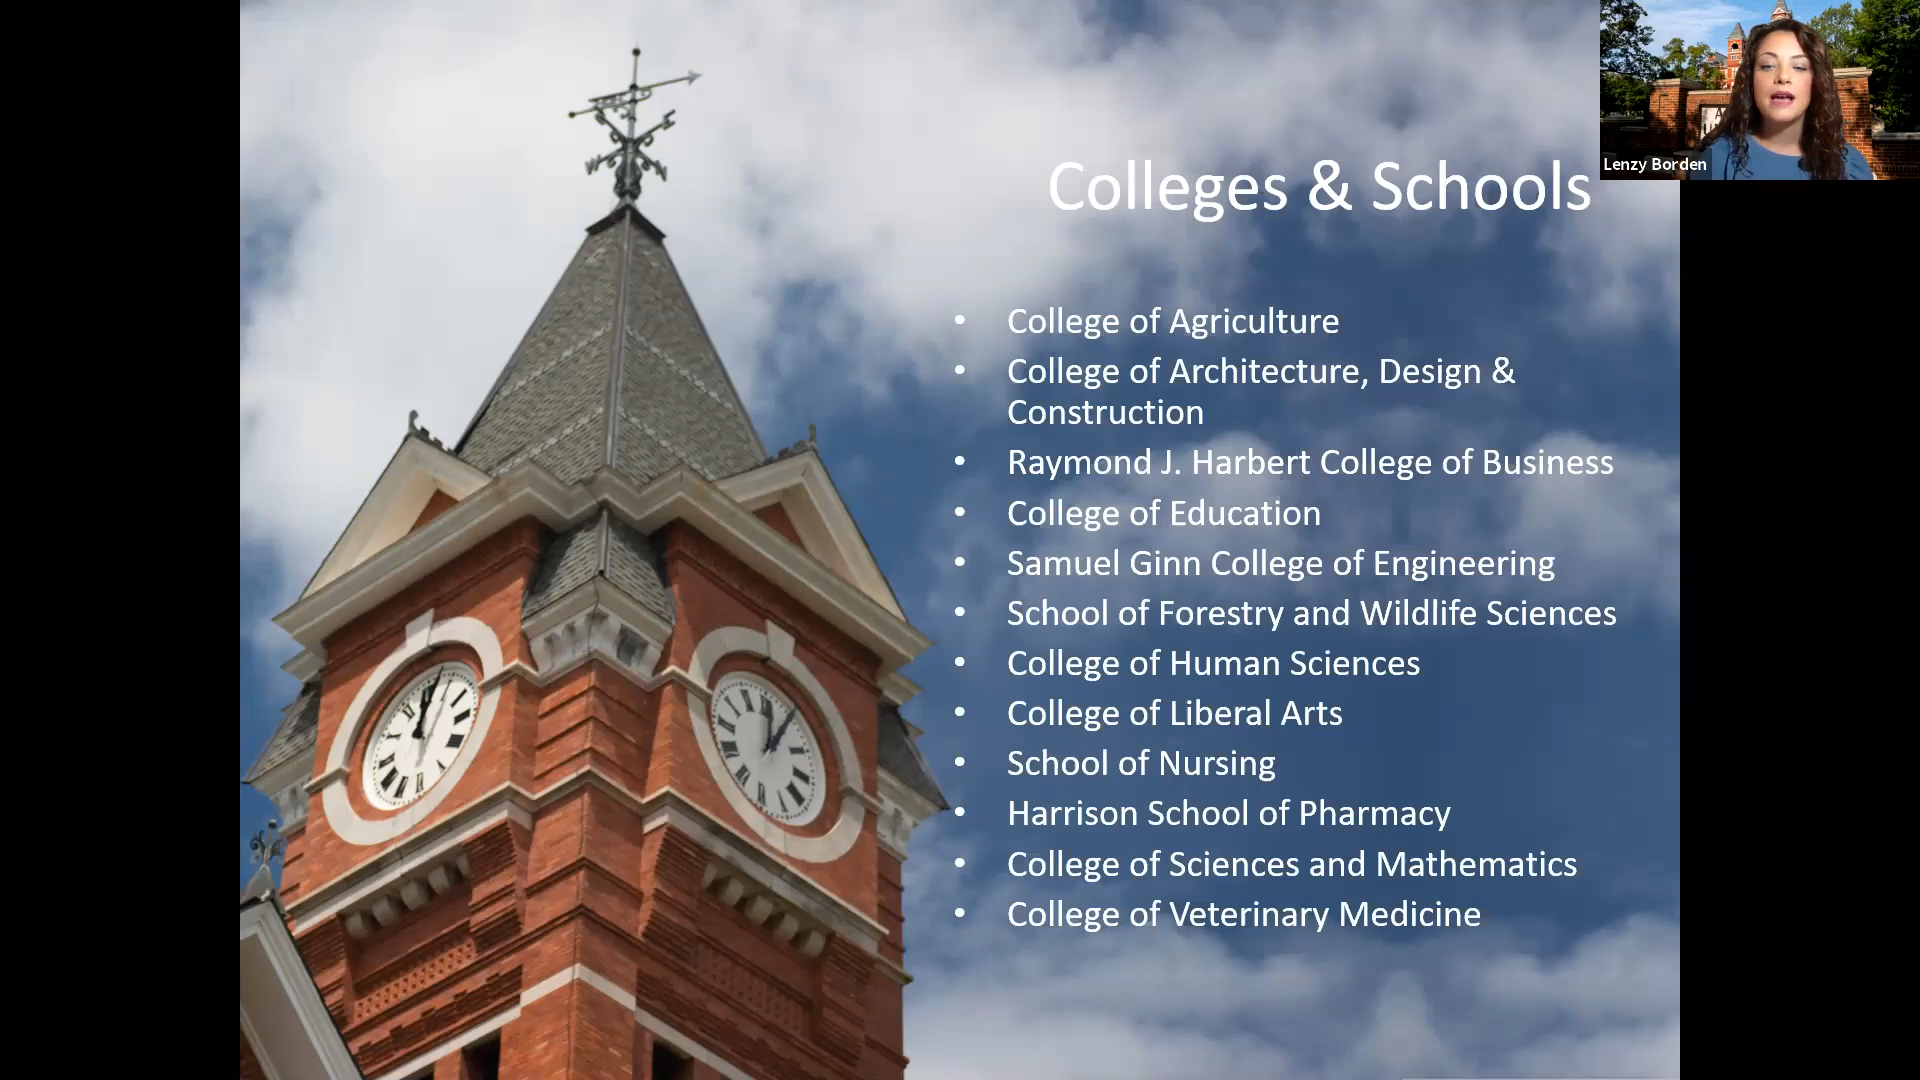 Colleges & Schools
Lenzy Borden
• College of Agriculture
• College of Architecture, Design &
Construction
• Raymond J. Harbert College of Business
• College of Education
• Samuel Ginn College of Engineering
• School of Forestry and Wildlife Sciences
• College of Human Sciences
• College of Liberal Arts
• School of Nursing
• Harrison School of Pharmacy
• College of Sciences and Mathematics
• College of Veterinary Medicine